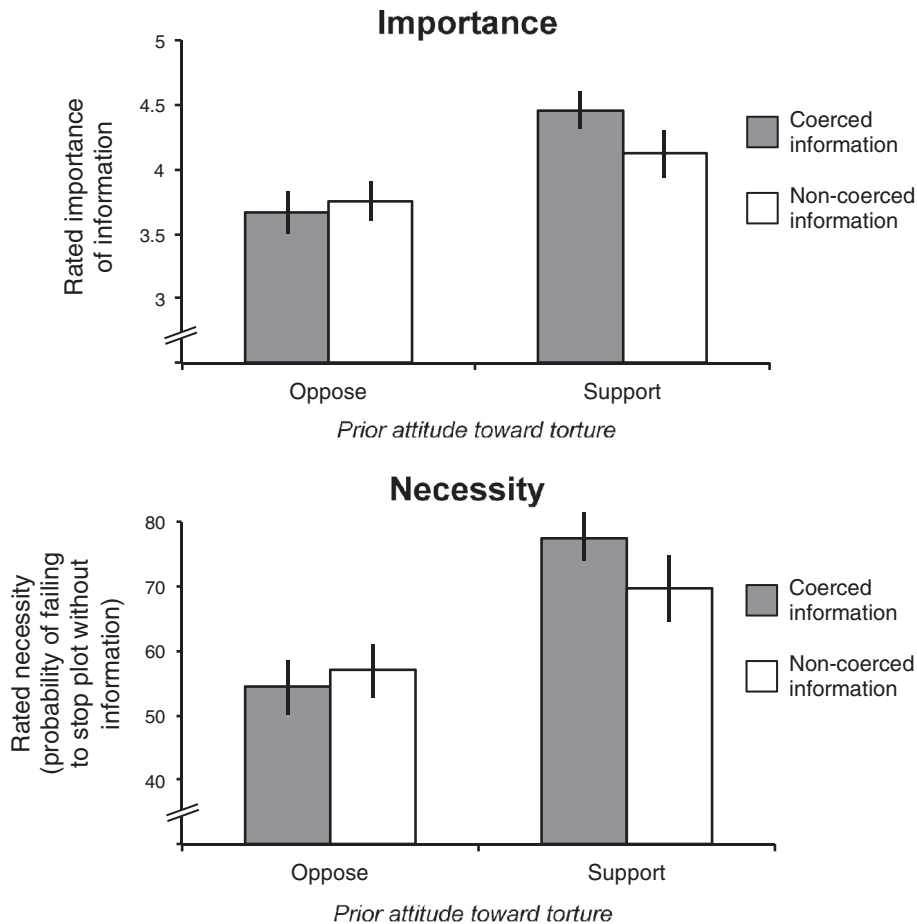 Importance
5
4.5
4
3.5
3
Rated importance
of information
Coerced
information
Non-coerced
information
Oppose
Support
Prior attitude toward torture
Necessity
80
70
60
50
40
Rated necessity
(probability of failing
to stop plot without
information)
Coerced
information
Non-coerced
information
Oppose
Support
Prior attitude toward torture